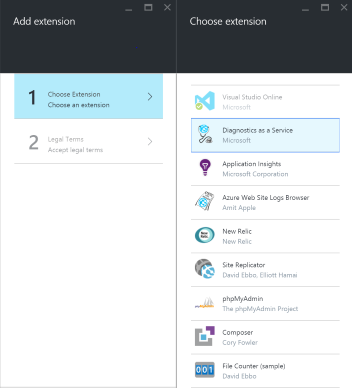 Add extension
1
Choose Extension
Choose an extension
2
Legal Terms
Accept legal terms
Choose extension
Visual Studio Online
Microsoft
Diagnostics as a Service
Microsoft
Application Insights
Microsoft Corporation
Azure Web Site Logs Browser
Amit Apple
New Relic
New Relic
New Relic
Site Replicator
David Ebbo, Elliott Hamai
phpMyAdmin
The phpMyAdmin Project
Composer
Cory Fowler
001
File Counter (sample)
David Ebbo